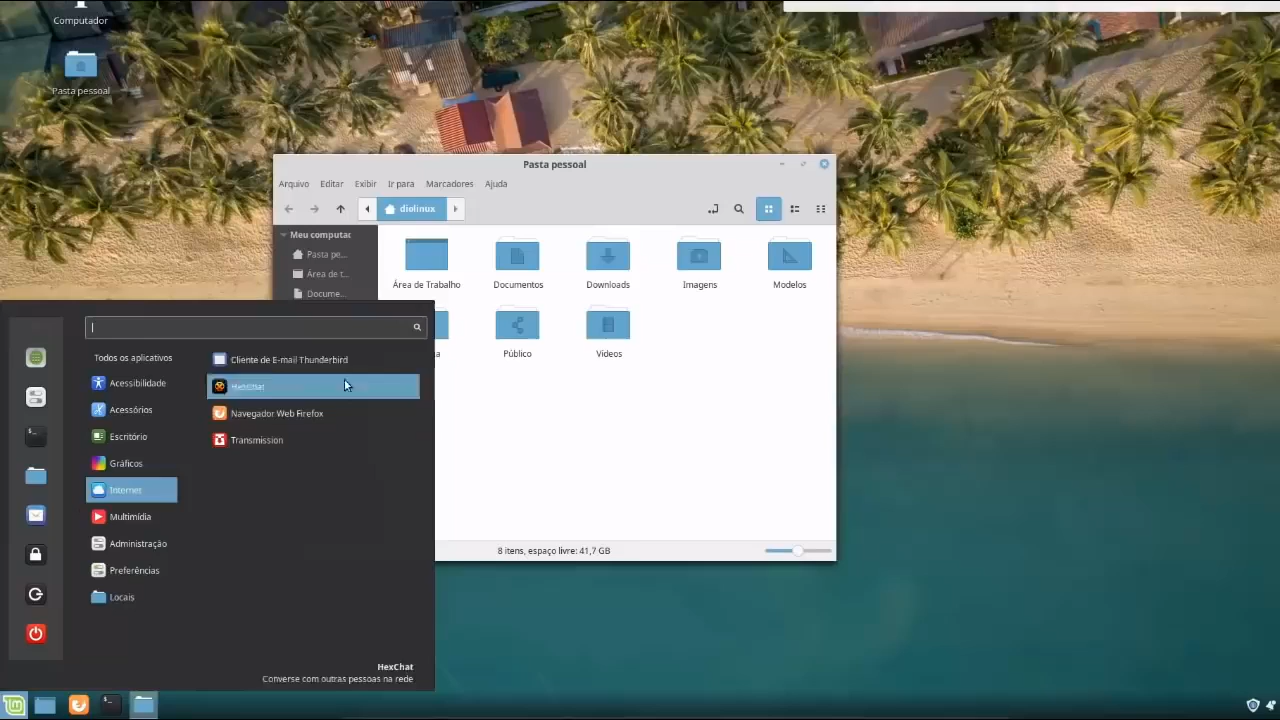 Computador
Pasta pessoal
Pasta pessoal
Arquivo Editar Exibir Ir para Marcadores Ajuda
diolinux
Meu computat
Pasta pe...
Área de t...
Docume...
Área de Trabalho Documentos Downloads Imagens Modelos
a Público Vídeos
8 itens, espaço livre: 41,7 GB
Todos os aplicativos
Acessibilidade
Acessórios
Escritório
Gráficos
Internet
Multimídia
Administração
Preferências
Locais
Cliente de E-mail Thunderbird
HexChat
Navegador Web Firefox
Transmission
HexChat
Converse com outras pessoas na rede